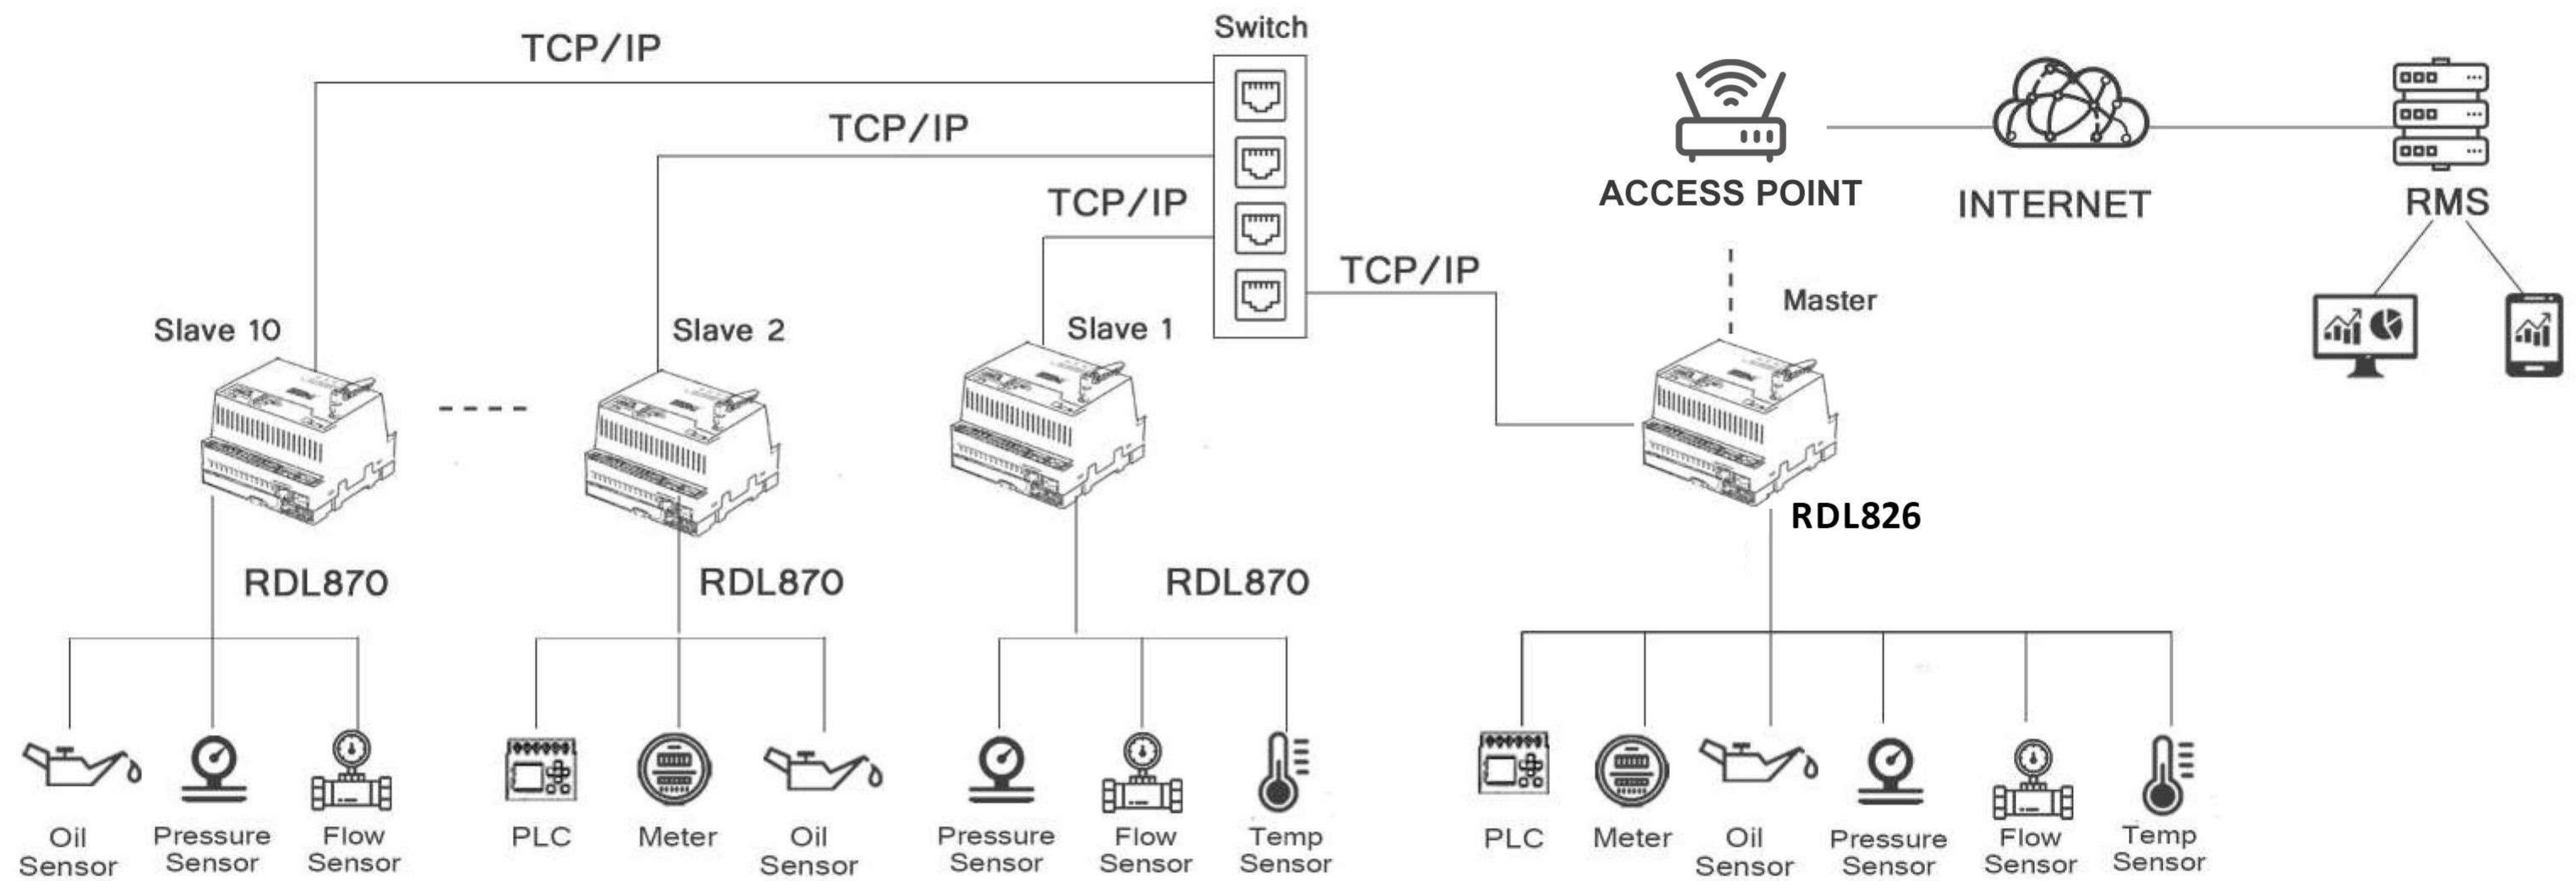 Switch
TCP/IP
TCP/IP
TCP/IP
TCP/IP
ACCESS POINT
INTERNET
RMS
Master
Slave 10
Slave 2
Slave 1
RDL826
RDL870
RDL870
RDL870
Oil
Sensor
Pressure
Sensor
Flow
Sensor
PLC
Meter
Oil
Sensor
Pressure
Sensor
Flow
Sensor
Temp
Sensor
PLC
Meter
Oil
Sensor
Pressure
Sensor
Flow
Sensor
Temp
Sensor